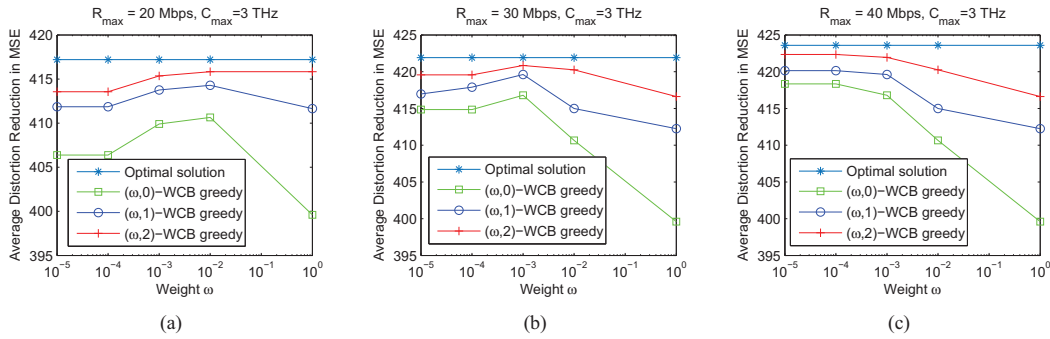 R_max = 20 Mbps, C_max=3 THz
Average Distortion Reduction in MSE
420
415
410
405
400
395
Optimal solution
(ω,0)−WCB greedy
(ω,1)−WCB greedy
(ω,2)−WCB greedy
10^−5 10^−4 10^−3 10^−2 10^−1 10^0
Weight ω
(a)
R_max = 30 Mbps, C_max=3 THz
Average Distortion Reduction in MSE
425
420
415
410
405
400
395
Optimal solution
(ω,0)−WCB greedy
(ω,1)−WCB greedy
(ω,2)−WCB greedy
10^−5 10^−4 10^−3 10^−2 10^−1 10^0
Weight ω
(b)
R_max = 40 Mbps, C_max=3 THz
Average Distortion Reduction in MSE
425
420
415
410
405
400
395
Optimal solution
(ω,0)−WCB greedy
(ω,1)−WCB greedy
(ω,2)−WCB greedy
10^−5 10^−4 10^−3 10^−2 10^−1 10^0
Weight ω
(c)